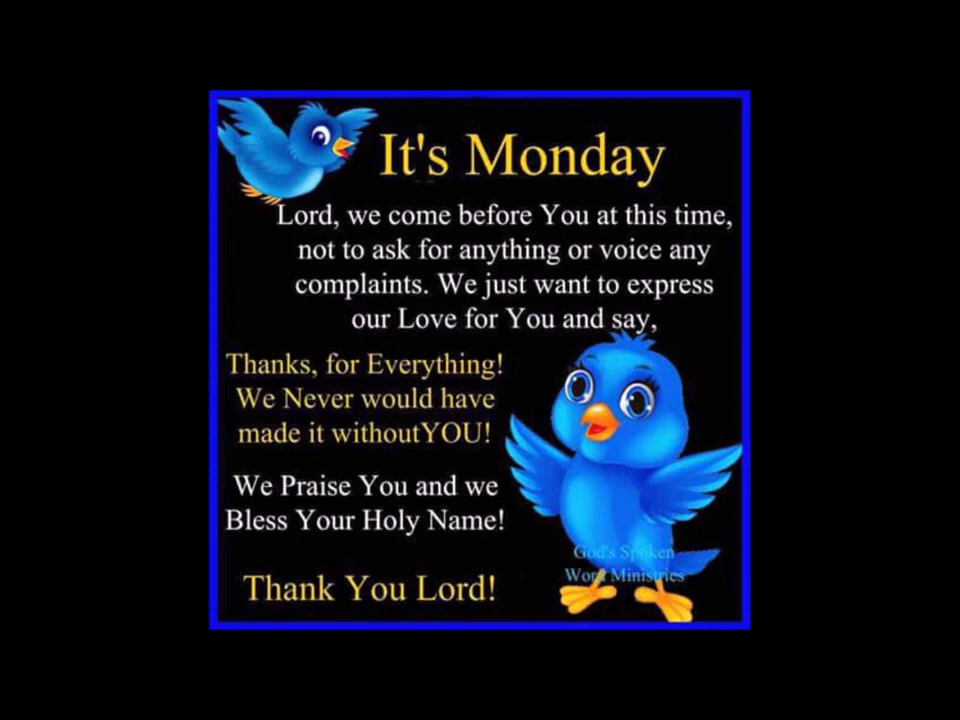 It's Monday
Lord, we come before You at this time,
not to ask for anything or voice any
complaints. We just want to express
our Love for You and say,
Thanks, for Everything!
We Never would have
made it withoutYOU!
We Praise You and we
Bless Your Holy Name!
Thank You Lord!
God's Spoken
Word Ministries